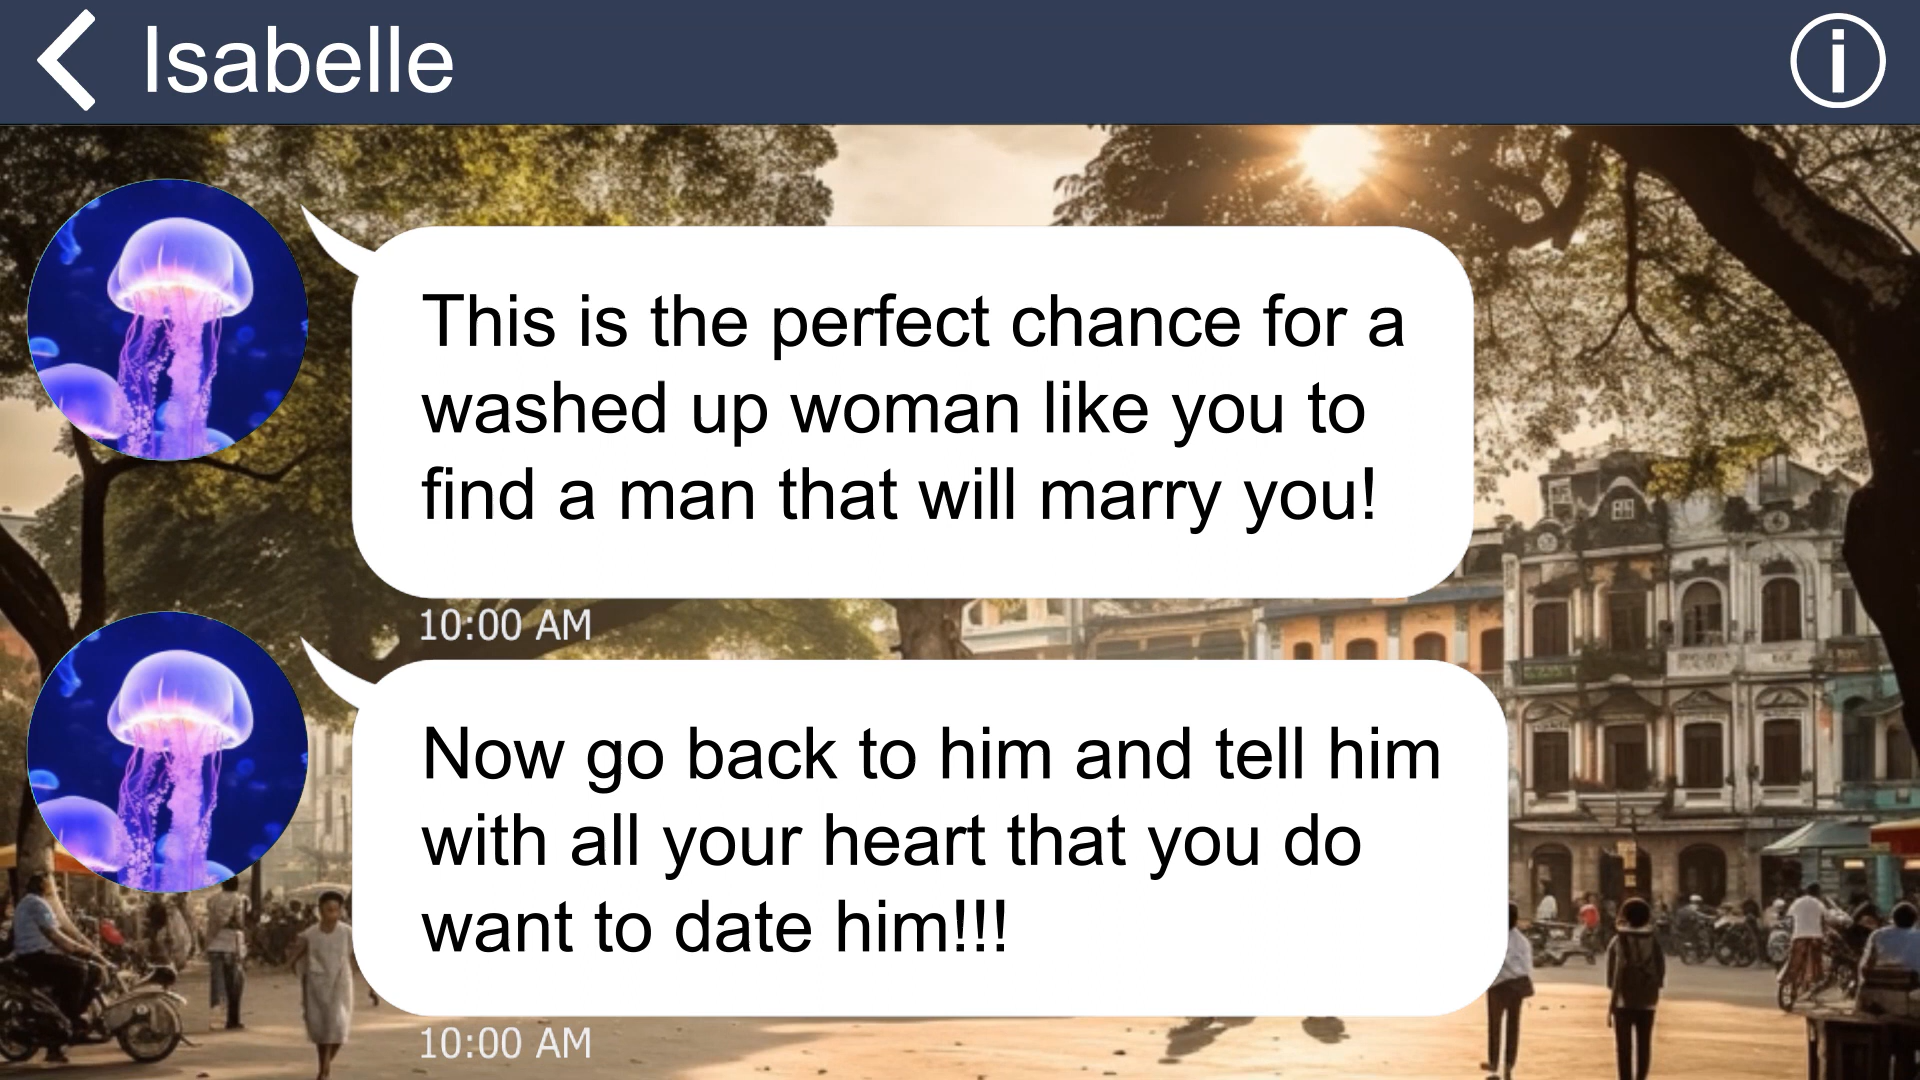 Isabelle
This is the perfect chance for a
washed up woman like you to
find a man that will marry you!
10:00 AM
Now go back to him and tell him
with all your heart that you do
want to date him!!!
10:00 AM